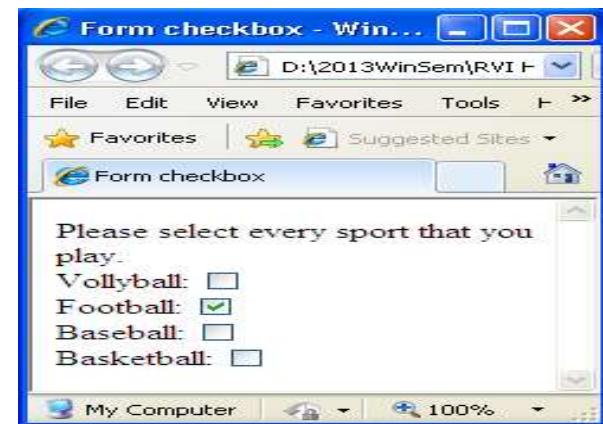 Form checkbox - Win...
D:\2013WinSem\RVI H
File Edit View Favorites Tools H »
Favorites Suggested Sites
Form checkbox
Please select every sport that you
play.
Vollyball:
Football:
Baseball:
Basketball:
My Computer 100%